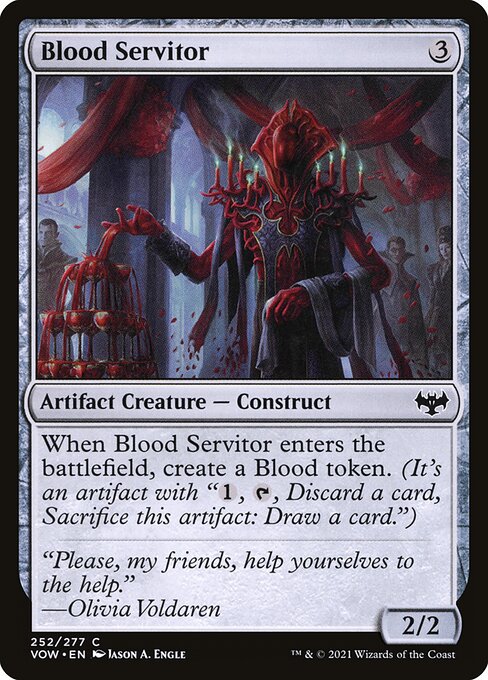 Blood Servitor 3
Artifact Creature — Construct
When Blood Servitor enters the
battlefield, create a Blood token. (It's
an artifact with “1, T, Discard a card,
Sacrifice this artifact: Draw a card.”)
“Please, my friends, help yourselves to
the help.”
—Olivia Voldaren
2/2
252/277 C
VOW • EN Jason A. Engle
™ & © 2021 Wizards of the Coast